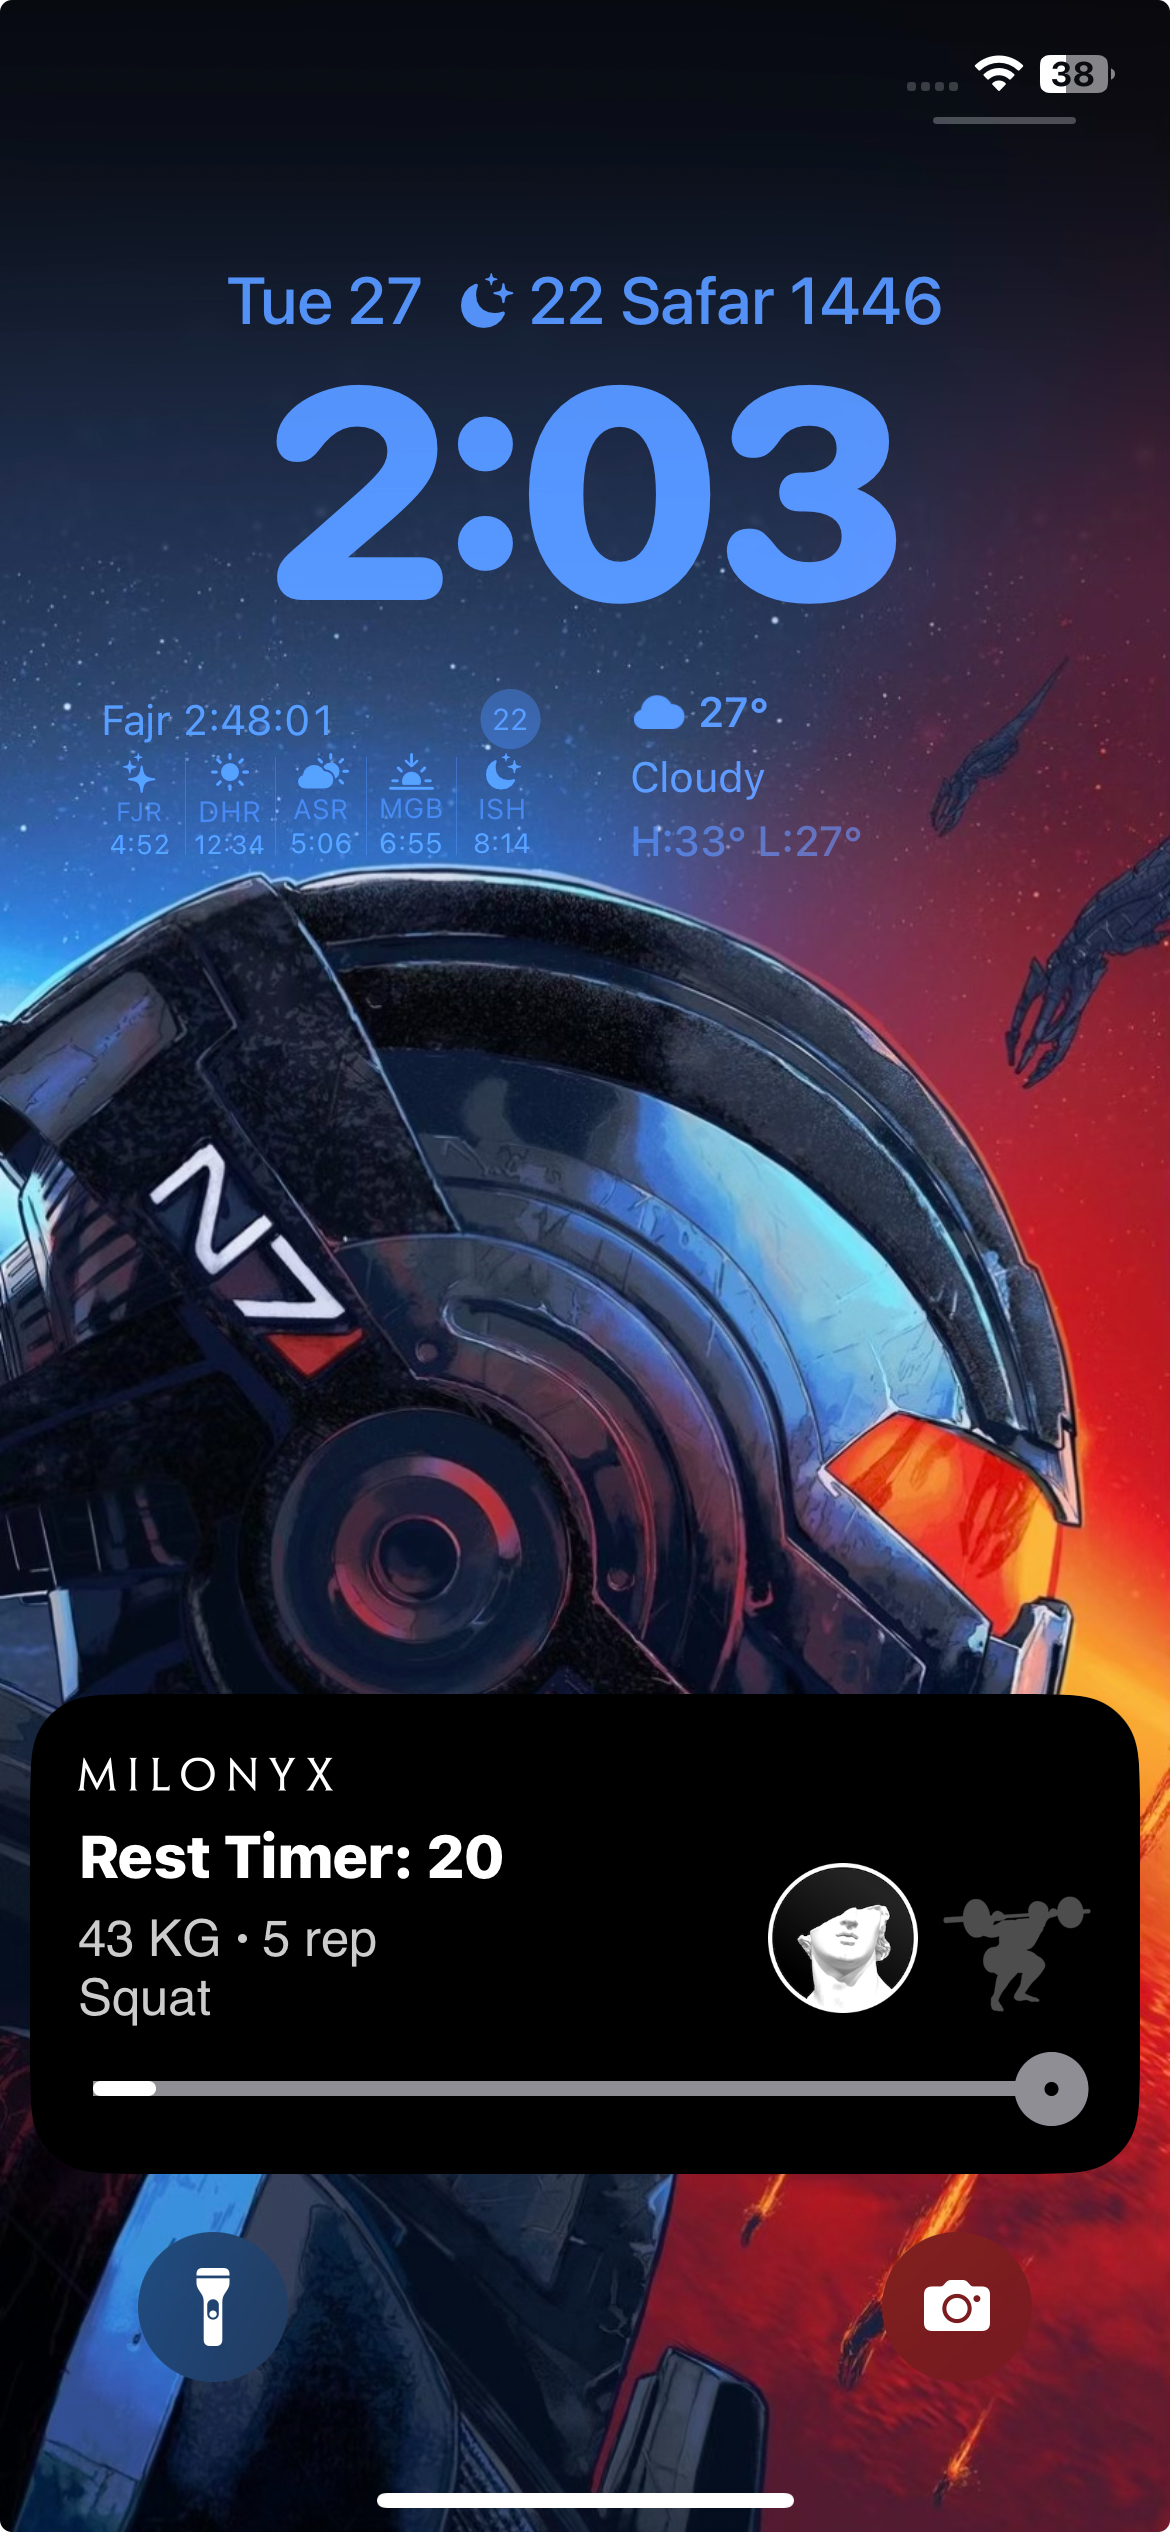 38
Tue 27 22 Safar 1446
2:03
Fajr 2:48:01 22
FJR DHR ASR MGB ISH
4:52 12:34 5:06 6:55 8:14
27°
Cloudy
H:33° L:27°
N7
MILONYX
Rest Timer: 20
43 KG • 5 rep
Squat